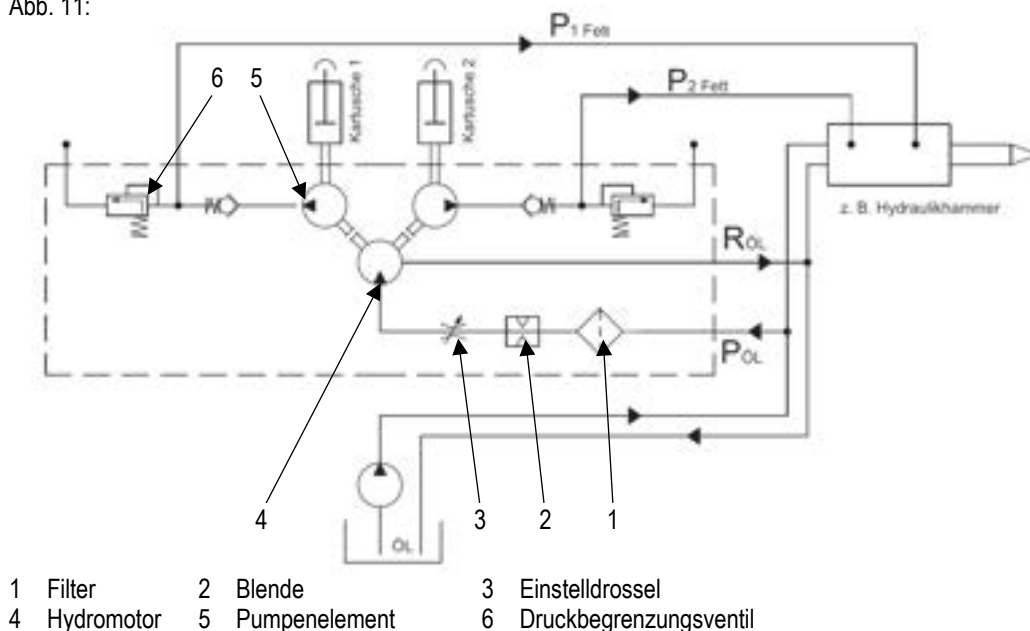 Abb. 11:
P1 Fett
6 5
Kartusche 1
Kartusche 2
P2 Fett
z. B. Hydraulikhammer
RÖL
PÖL
4 3 2 1
ÖL
1 Filter 2 Blende 3 Einstelldrossel
4 Hydromotor 5 Pumpenelement 6 Druckbegrenzungsventil